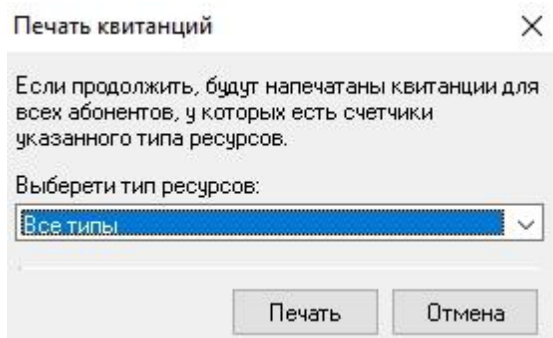 Печать квитанций
Если продолжить, будут напечатаны квитанции для
всех абонентов, у которых есть счетчики
указанного типа ресурсов.
Выберети тип ресурсов:
Все типы
Печать
Отмена